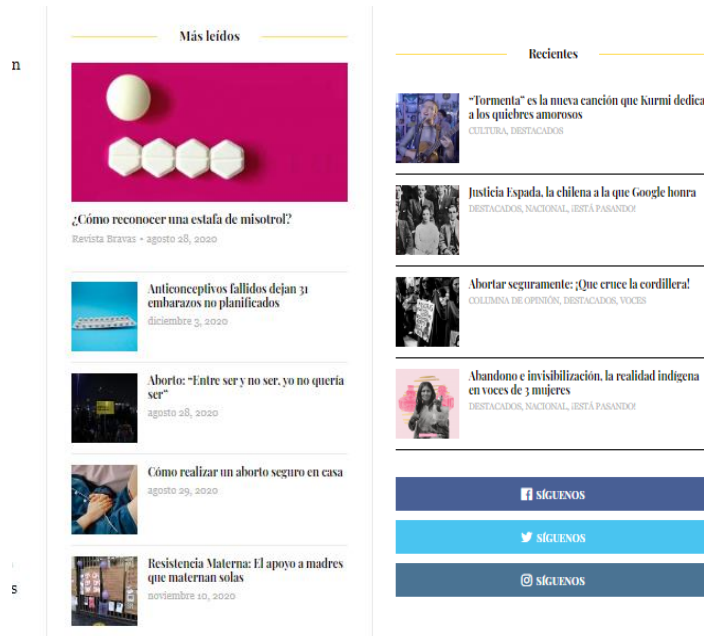 n
s
Más leídos
¿Cómo reconocer una estafa de misotrol?
Revista Bravas • agosto 28, 2020
Anticonceptivos fallidos dejan 31
embarazos no planificados
diciembre 3, 2020
Aborto: “Entre ser y no ser, yo no quería
ser”
agosto 28, 2020
Cómo realizar un aborto seguro en casa
agosto 29, 2020
Resistencia Materna: El apoyo a madres
que maternan solas
noviembre 10, 2020
Recientes
“Tormenta” es la nueva canción que Kurmi dedica
a los quiebres amorosos
CULTURA, DESTACADOS
Justicia Espada, la chilena a la que Google honra
DESTACADOS, NACIONAL, ¡ESTÁ PASANDO!
Abortar seguramente: ¡Que cruce la cordillera!
COLUMNA DE OPINIÓN, DESTACADOS, VOCES
Abandono e invisibilización, la realidad indígena
en voces de 3 mujeres
DESTACADOS, NACIONAL, ¡ESTÁ PASANDO!
SÍGUENOS
SÍGUENOS
SÍGUENOS